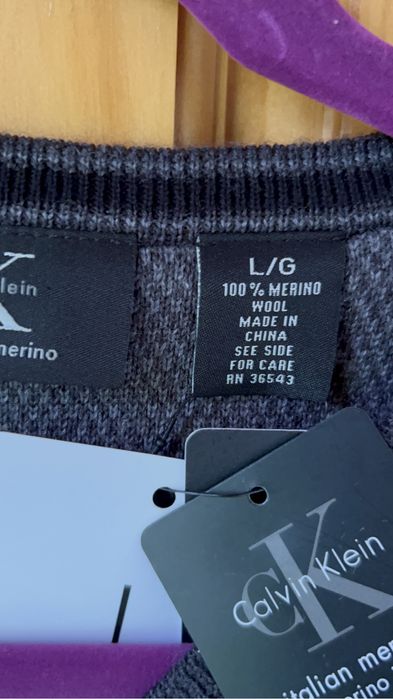 K
lein
merino
L/G
100% MERINO
WOOL
MADE IN
CHINA
SEE SIDE
FOR CARE
RN 36543
CK
Calvin Klein
italian mer
rino